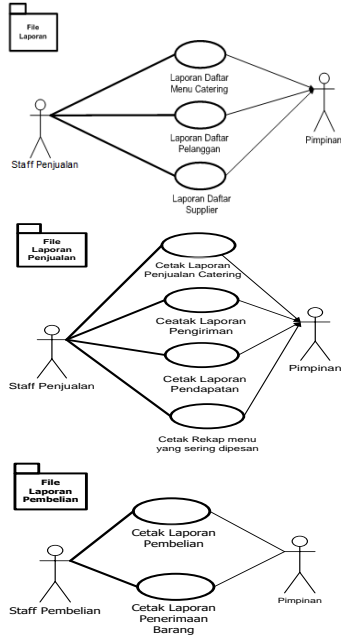 File
Laporan
Laporan Daftar
Menu Catering
Laporan Daftar
Pelanggan
Laporan Daftar
Supplier
Staff Penjualan
Pimpinan
File
Laporan
Penjualan
Cetak Laporan
Penjualan Catering
Ceatak Laporan
Pengiriman
Cetak Laporan
Pendapatan
Cetak Rekap menu
yang sering dipesan
Staff Penjualan
Pimpinan
File
Laporan
Pembelian
Cetak Laporan
Pembelian
Cetak Laporan
Penerimaan
Barang
Staff Pembelian
Pimpinan